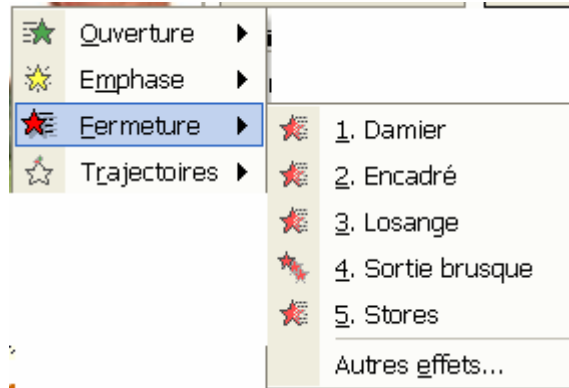 Ouverture
Emphase
Fermeture
Trajectoires
1. Damier
2. Encadré
3. Losange
4. Sortie brusque
5. Stores
Autres effets...